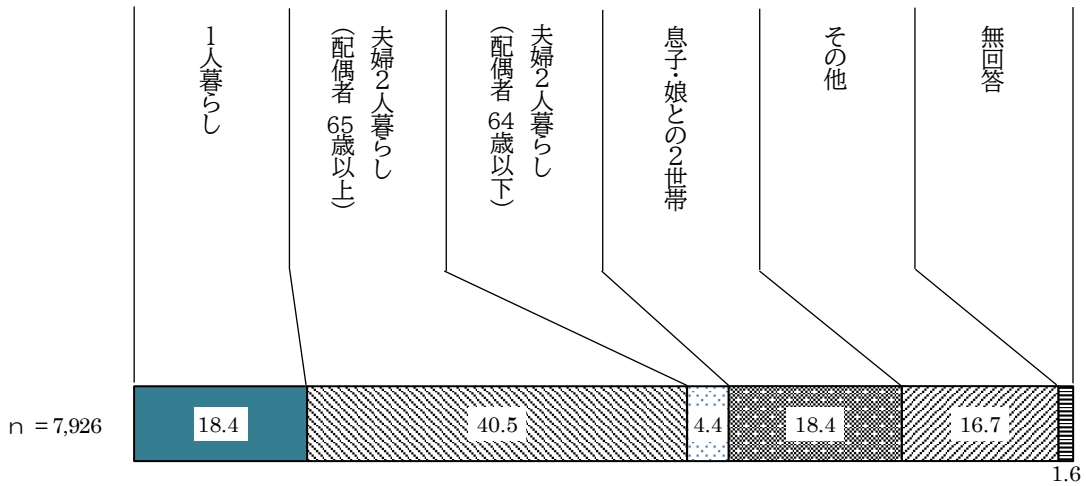 1人暮らし
夫婦2人暮らし
（配偶者 65歳以上）
夫婦2人暮らし
（配偶者 64歳以下）
息子・娘との2世帯
その他
無回答
n = 7,926
18.4
40.5
4.4
18.4
16.7
1.6